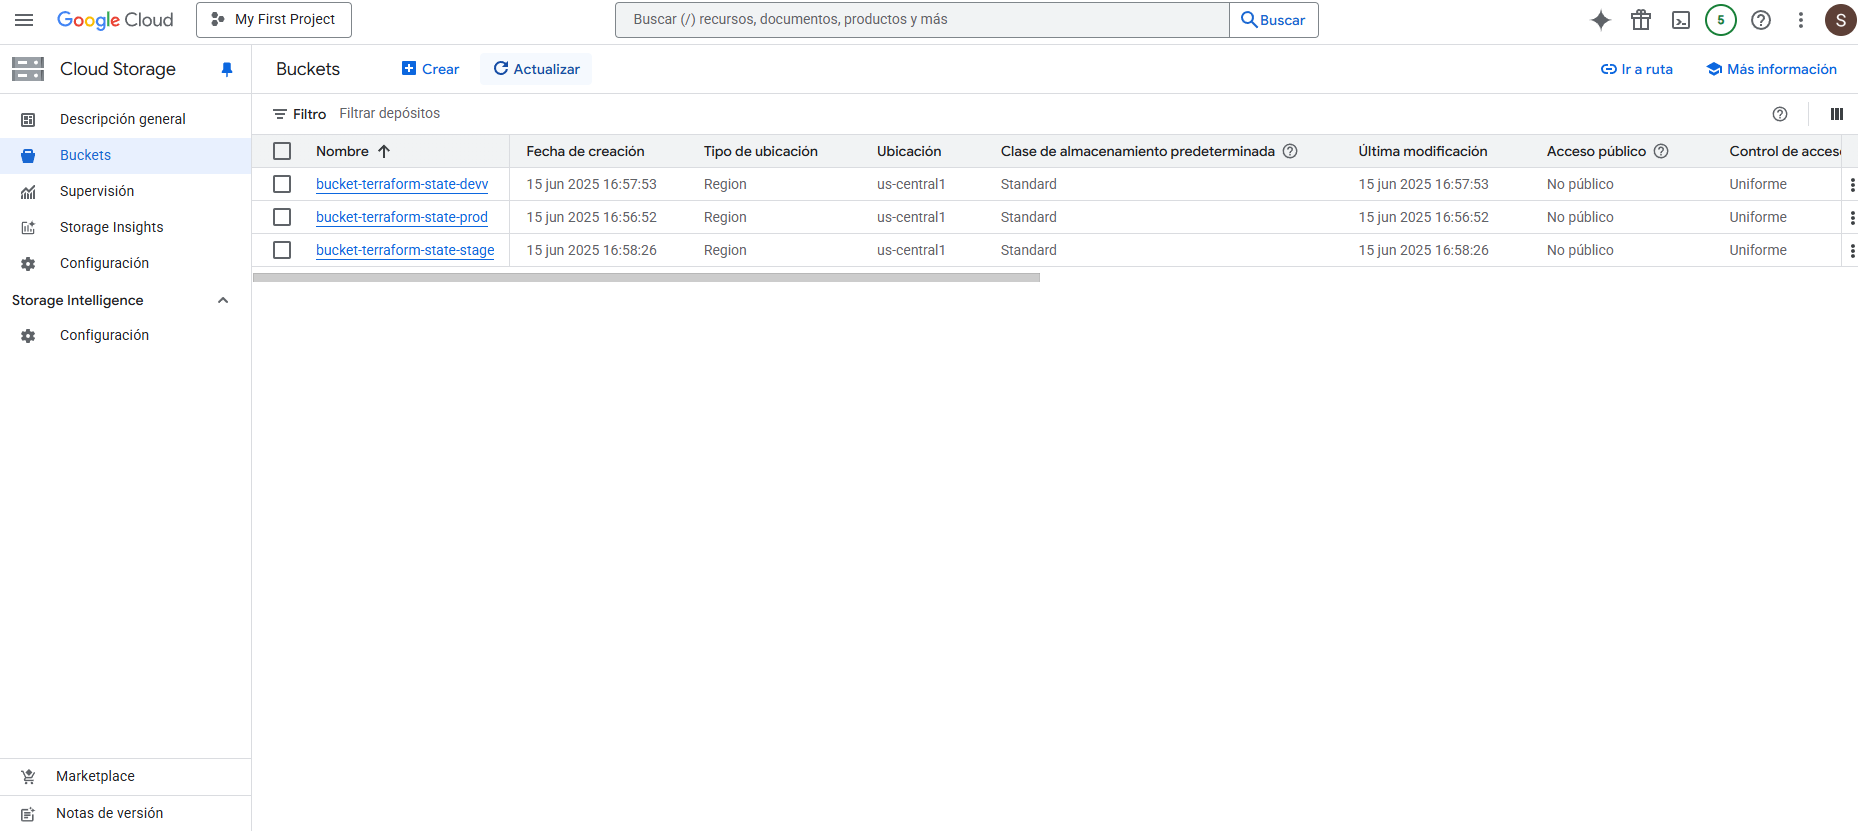 Google Cloud My First Project Buscar (/) recursos, documentos, productos y más Buscar 5 S
Cloud Storage
Descripción general
Buckets
Supervisión
Storage Insights
Configuración
Storage Intelligence
Configuración
Marketplace
Notas de versión
Buckets Crear Actualizar Ir a ruta Más información
Filtro Filtrar depósitos
Nombre Fecha de creación Tipo de ubicación Ubicación Clase de almacenamiento predeterminada Última modificación Acceso público Control de acces
bucket-terraform-state-devv 15 jun 2025 16:57:53 Region us-central1 Standard 15 jun 2025 16:57:53 No público Uniforme
bucket-terraform-state-prod 15 jun 2025 16:56:52 Region us-central1 Standard 15 jun 2025 16:56:52 No público Uniforme
bucket-terraform-state-stage 15 jun 2025 16:58:26 Region us-central1 Standard 15 jun 2025 16:58:26 No público Uniforme